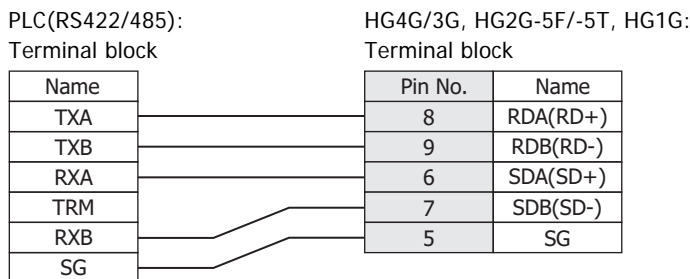 PLC(RS422/485): HG4G/3G, HG2G-5F/-5T, HG1G:
Terminal block Terminal block
Name Pin No. Name
TXA 8 RDA(RD+)
TXB 9 RDB(RD-)
RXA 6 SDA(SD+)
TRM 7 SDB(SD-)
RXB 5 SG
SG